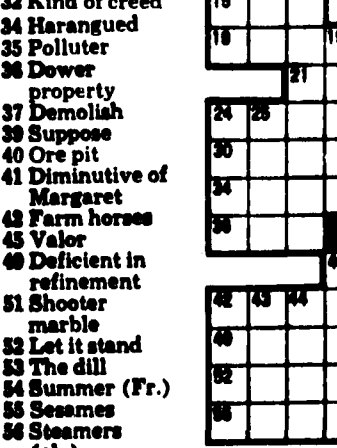 32 Kind of creed
34 Harangued
35 Polluter
36 Dower
property
37 Demolish
39 Suppose
40 Ore pit
41 Diminutive of
Margaret
42 Farm horses
45 Valor
49 Deficient in
refinement
51 Shooter
marble
52 Let it stand
53 The dill
54 Summer (Fr.)
55 Sesames
56 Steamers
15
18
21
24 25
30
34
36
42 43 44
49
52
55